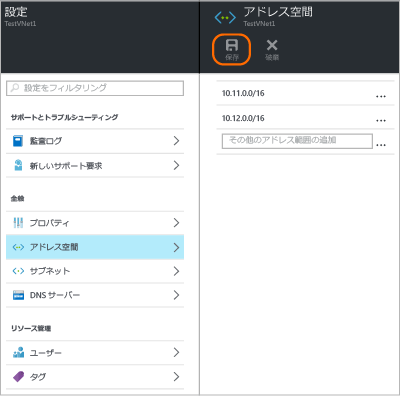 設定
TestVNet1
設定をフィルタリング
サポートとトラブルシューティング
監査ログ
新しいサポート要求
全般
プロパティ
アドレス空間
サブネット
DNS サーバー
リソース管理
ユーザー
タグ
アドレス空間
TestVNet1
保存
破棄
10.11.0.0/16
...
10.12.0.0/16
...
その他のアドレス範囲の追加
...